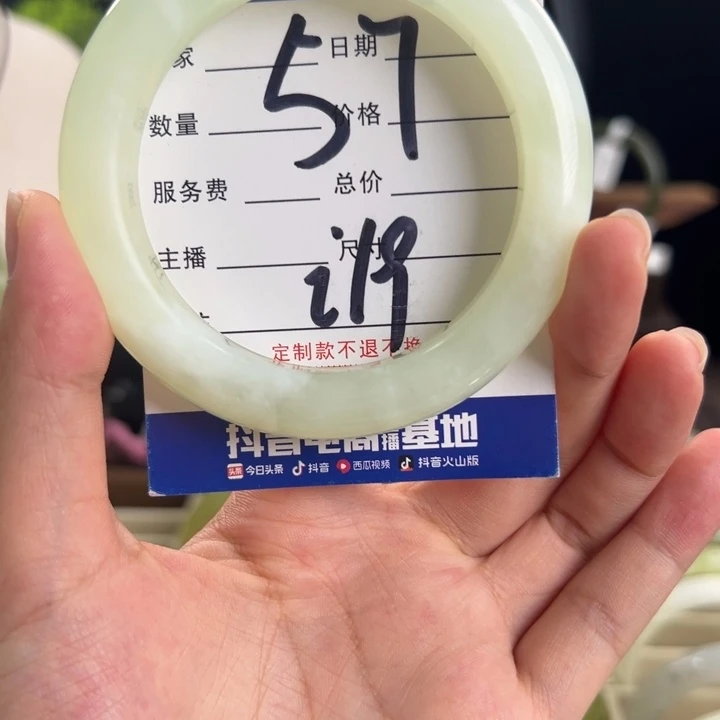 家 日期
57
数量 价格
服务费 总价
主播 尺寸
定制款不退不换
抖音电商直播基地
今日头条 抖音 西瓜视频 抖音火山版